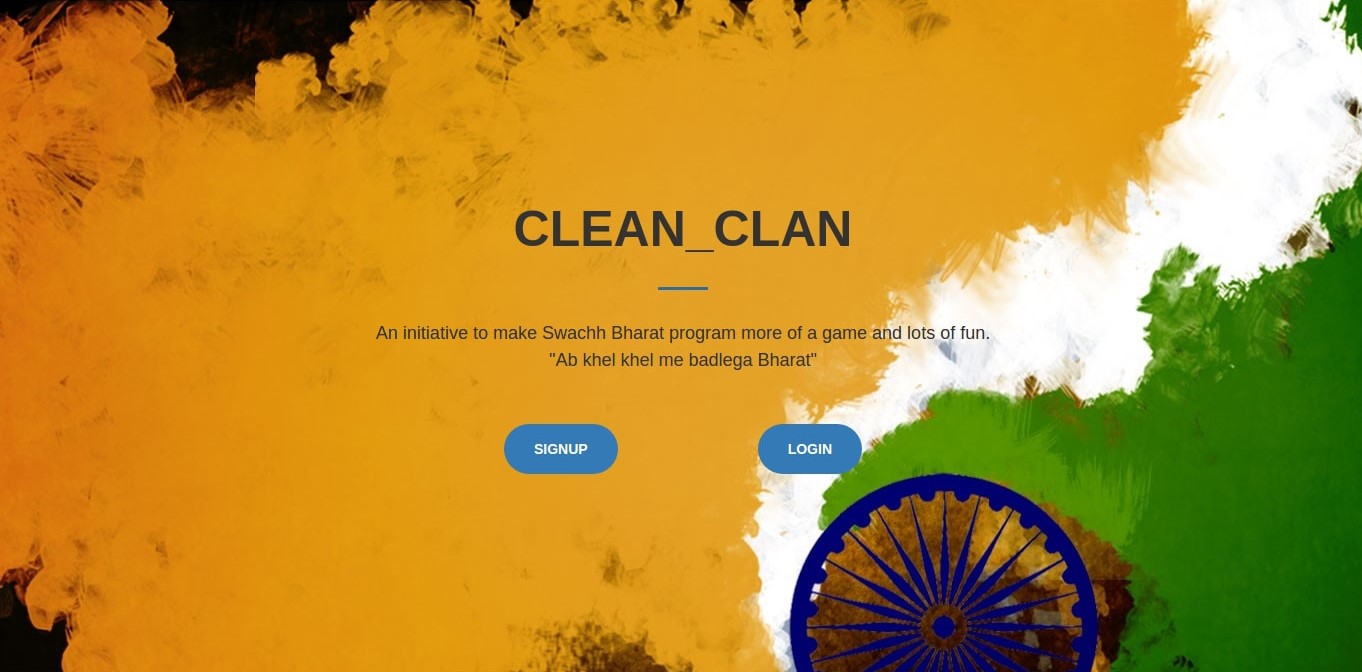 CLEAN_CLAN
An initiative to make Swachh Bharat program more of a game and lots of fun.
"Ab khel khel me badlega Bharat"
SIGNUP
LOGIN